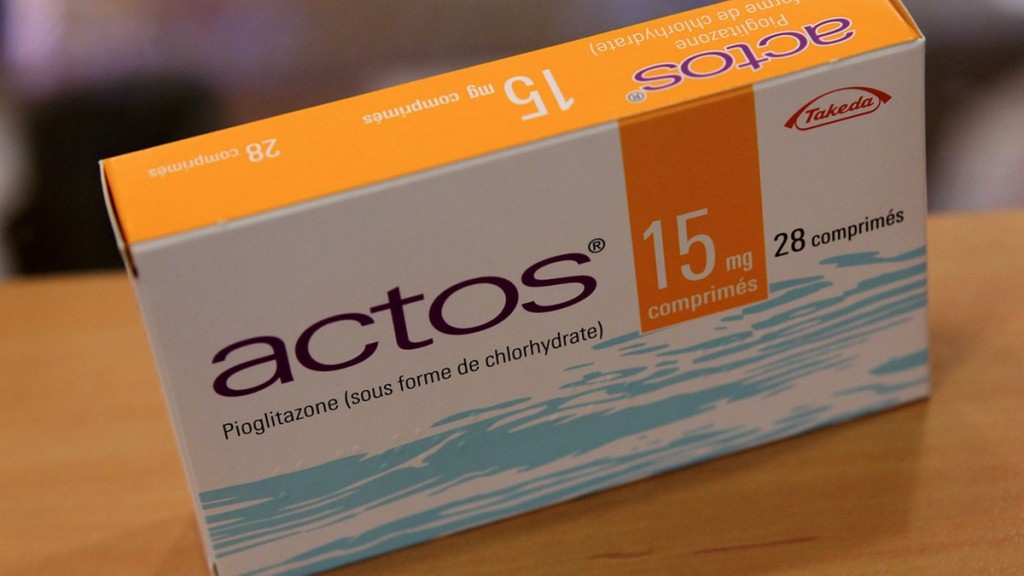 actos®
Pioglitazone
(sous forme de chlorhydrate)
15 mg comprimés
28 comprimés
Takeda
actos®
Pioglitazone (sous forme de chlorhydrate)
15 mg
comprimés
28 comprimés